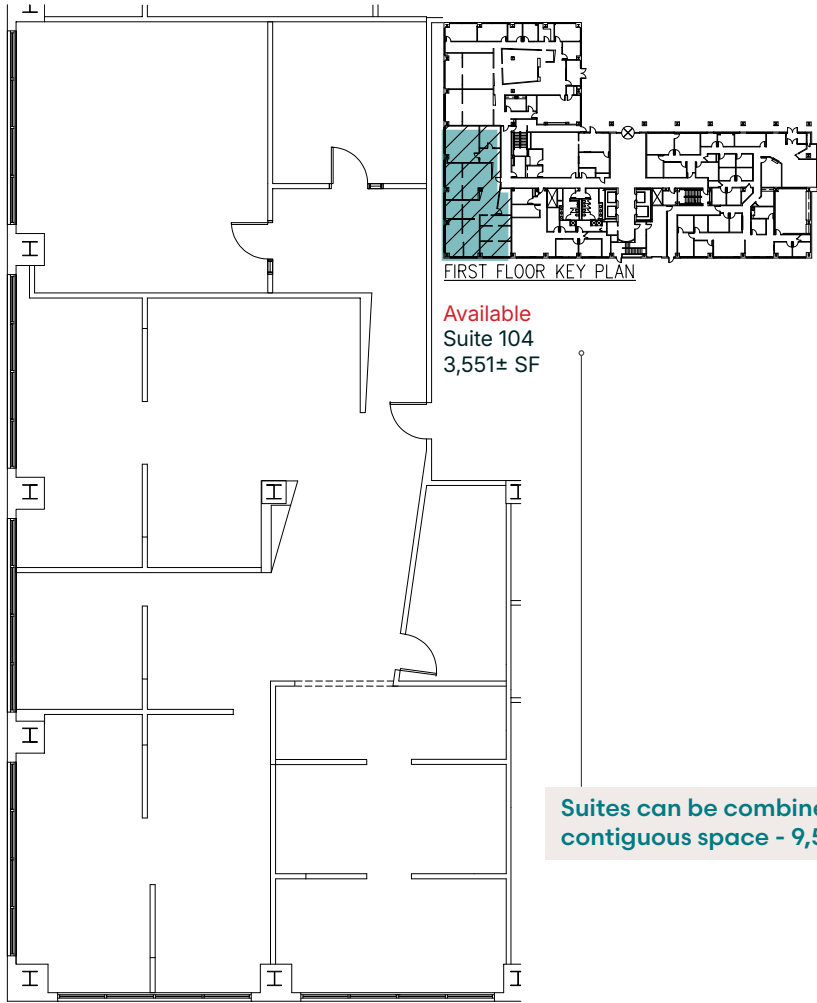 FIRST FLOOR KEY PLAN
Available
Suite 104
3,551± SF
Suites can be combine
contiguous space - 9,5